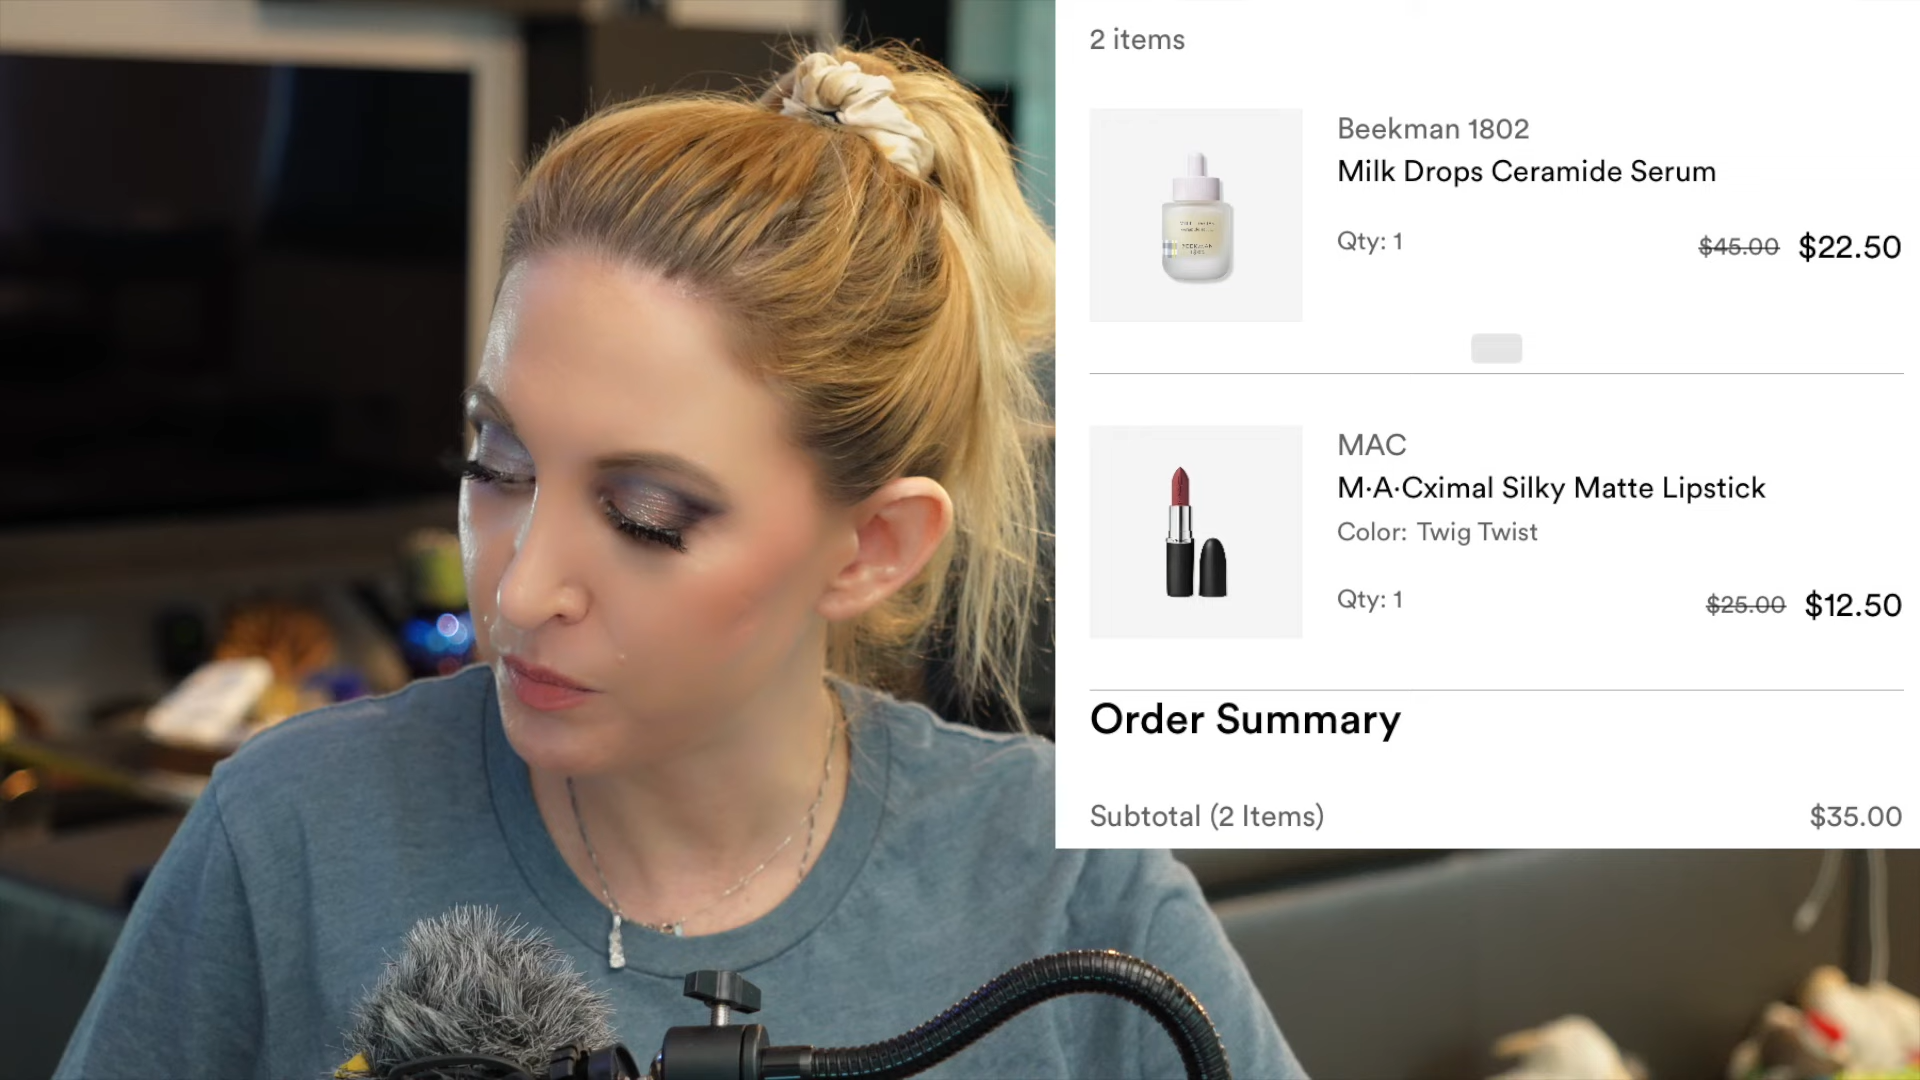 2 items
Beekman 1802
Milk Drops Ceramide Serum
Qty: 1
$45.00 $22.50
MAC
M·A·Cximal Silky Matte Lipstick
Color: Twig Twist
Qty: 1
$25.00 $12.50
Order Summary
Subtotal (2 Items) $35.00